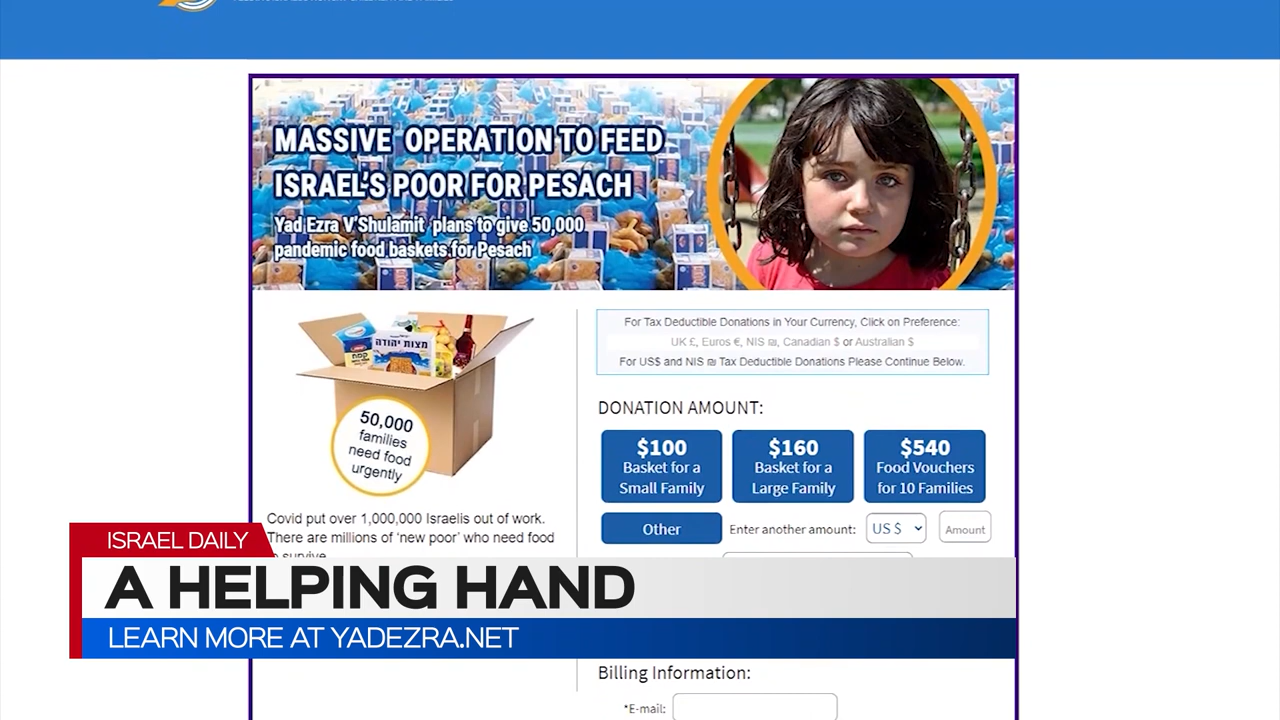 MASSIVE OPERATION TO FEED
ISRAEL'S POOR FOR PESACH
Yad Ezra V'Shulamit plans to give 50,000
pandemic food baskets for Pesach
מצות יהודה
קמח
50,000
families
need food
urgently
Covid put over 1,000,000 Israelis out of work.
There are millions of 'new poor' who need food
survive
For Tax Deductible Donations in Your Currency, Click on Preference:
UK £, Euros €, NIS ₪, Canadian $ or Australian $
For US$ and NIS ₪ Tax Deductible Donations Please Continue Below.
DONATION AMOUNT:
$100
Basket for a
Small Family
$160
Basket for a
Large Family
$540
Food Vouchers
for 10 Families
Other
Enter another amount:
US $
Amount
ISRAEL DAILY
A HELPING HAND
LEARN MORE AT YADEZRA.NET
Billing Information:
*E-mail: